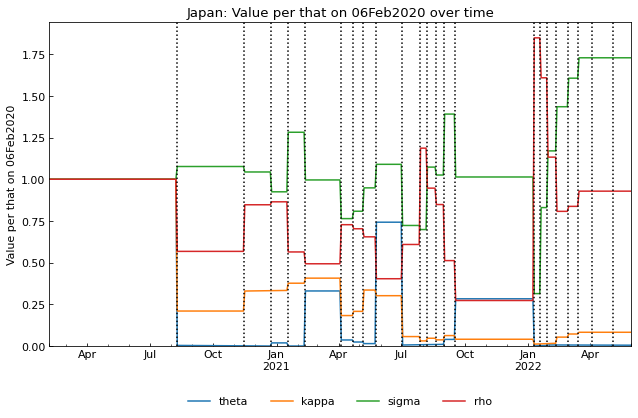 Japan: Value per that on 06Feb2020 over time
Value per that on 06Feb2020
1.75
1.50
1.25
1.00
0.75
0.50
0.25
0.00
Apr Jul Oct Jan Apr Jul Oct Jan Apr
2021 2022
theta kappa sigma rho